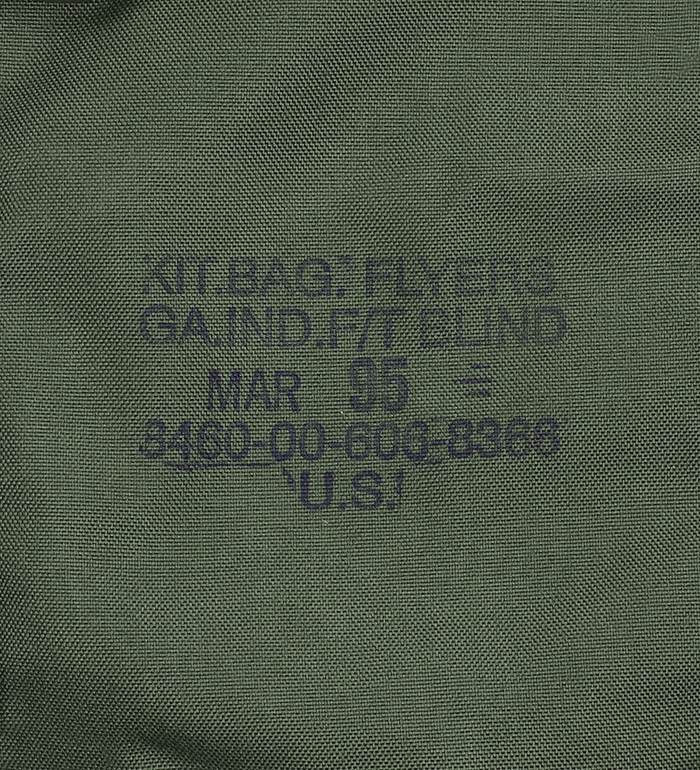 KIT.BAG. FLYERS
GA.IND.F/T BLIND
MAR 95
8460-00-606-8366
U.S.